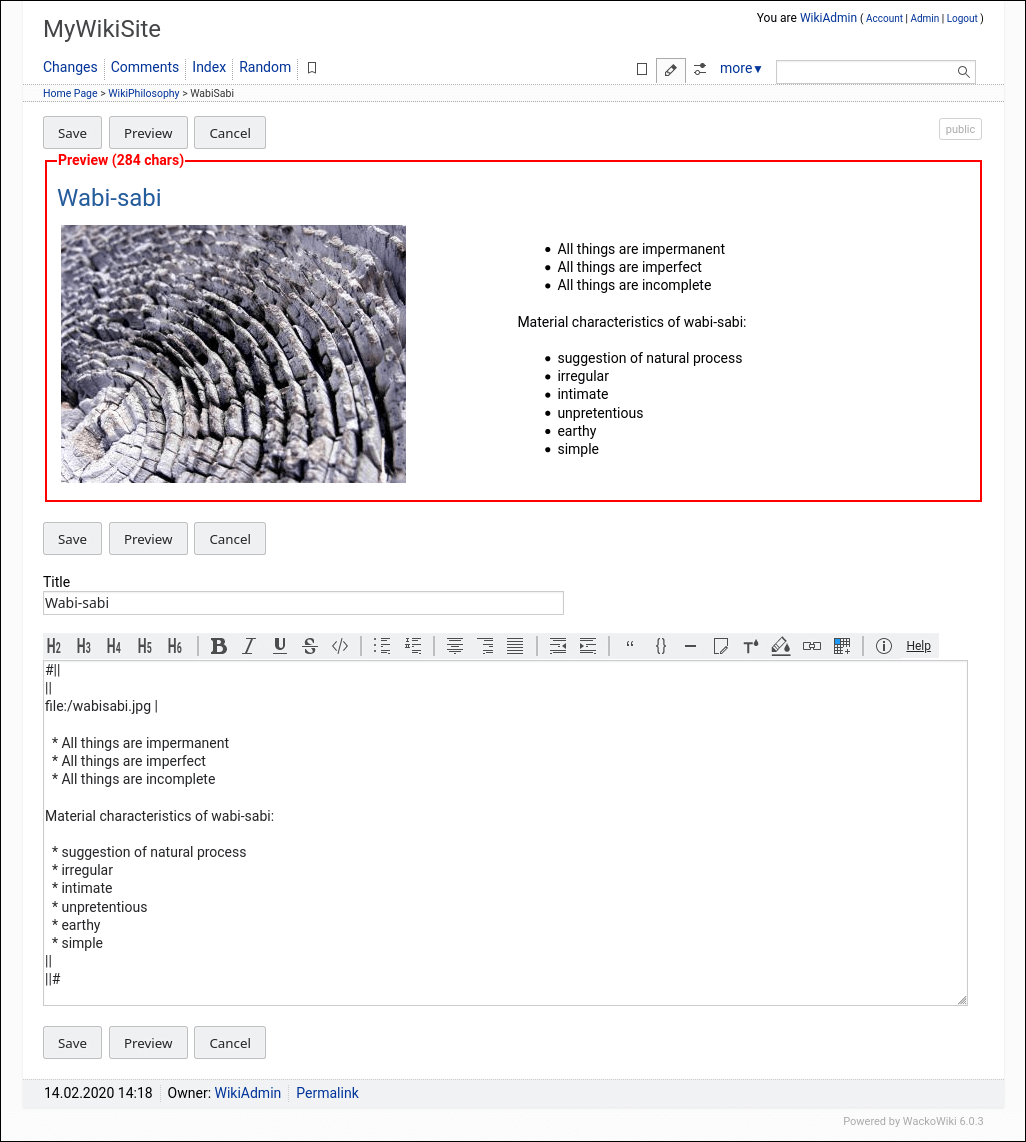 MyWikiSite
You are WikiAdmin ( Account | Admin | Logout )
Changes Comments Index Random
more▾
Home Page > WikiPhilosophy > WabiSabi
Save Preview Cancel
public
Preview (284 chars)
Wabi-sabi
• All things are impermanent
• All things are imperfect
• All things are incomplete
Material characteristics of wabi-sabi:
• suggestion of natural process
• irregular
• intimate
• unpretentious
• earthy
• simple
Save Preview Cancel
Title
Wabi-sabi
H2 H3 H4 H5 H6 B I U S </> “ {} — T Help
#||
||
file:/wabisabi.jpg |
* All things are impermanent
* All things are imperfect
* All things are incomplete
Material characteristics of wabi-sabi:
* suggestion of natural process
* irregular
* intimate
* unpretentious
* earthy
* simple
||
||#
Save Preview Cancel
14.02.2020 14:18 Owner: WikiAdmin Permalink
Powered by WackoWiki 6.0.3